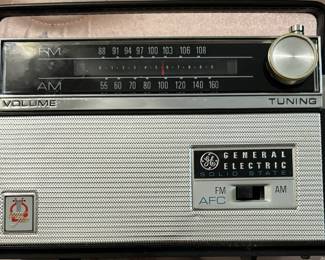 FM 88 91 94 97 100 103 106 108
AM 55 60 70 80 100 120 140 160
VOLUME TUNING
GE GENERAL
ELECTRIC
SOLID STATE
FM AM
AFC